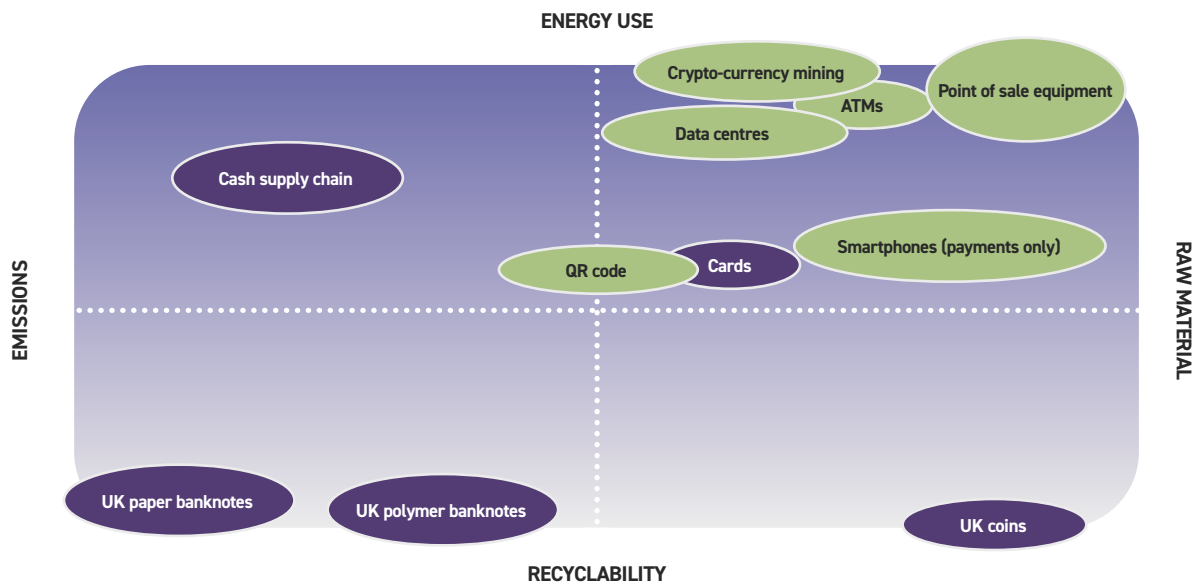 ENERGY USE
Crypto-currency mining
Point of sale equipment
ATMs
Data centres
Cash supply chain
Smartphones (payments only)
QR code
Cards
EMISSIONS
RAW MATERIAL
UK paper banknotes
UK polymer banknotes
UK coins
RECYCLABILITY